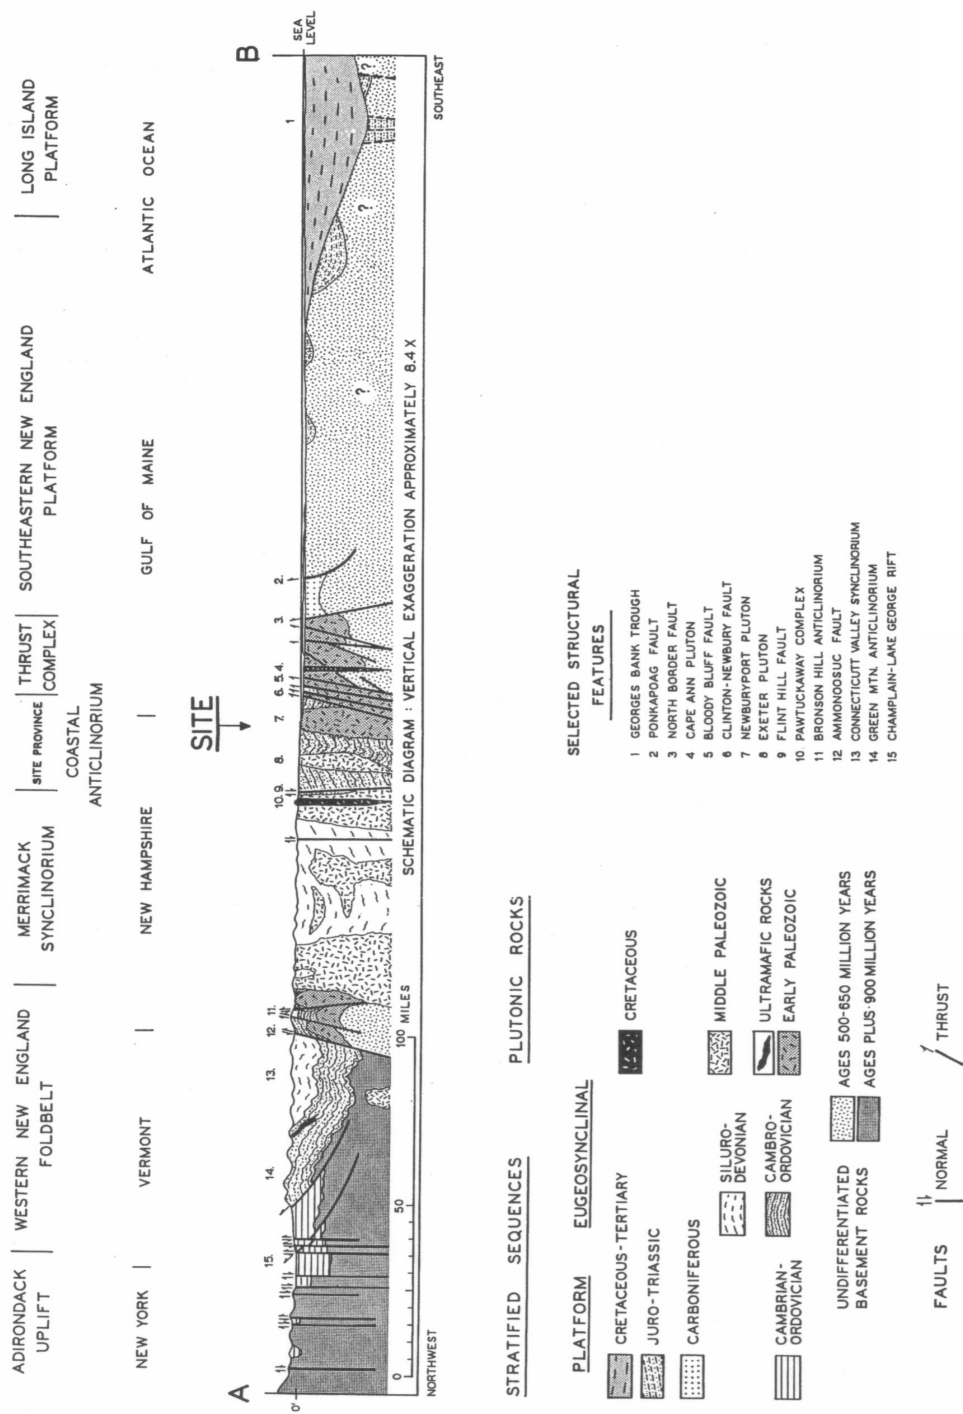 ADIRONDACK
UPLIFT
WESTERN NEW ENGLAND
FOLDBELT
MERRIMACK
SYNCLINORIUM
SITE PROVINCE
COASTAL
ANTICLINORIUM
THRUST
COMPLEX
SOUTHEASTERN NEW ENGLAND
PLATFORM
LONG ISLAND
PLATFORM
NEW YORK
VERMONT
NEW HAMPSHIRE
GULF OF MAINE
ATLANTIC OCEAN
SITE
A
B
SEA
LEVEL
0'
15.
14.
13.
12.
11.
10.
9.
8.
7.
6.
5.
4.
3.
2.
1
?
?
?
0
50
100 MILES
NORTHWEST
SCHEMATIC DIAGRAM : VERTICAL EXAGGERATION APPROXIMATELY 8.4 X
SOUTHEAST
STRATIFIED SEQUENCES
PLATFORM
EUGEOSYNCLINAL
PLUTONIC ROCKS
CRETACEOUS-TERTIARY
JURO-TRIASSIC
CARBONIFEROUS
CAMBRIAN-
ORDOVICIAN
SILURO-
DEVONIAN
CAMBRO-
ORDOVICIAN
CRETACEOUS
MIDDLE PALEOZOIC
ULTRAMAFIC ROCKS
EARLY PALEOZOIC
UNDIFFERENTIATED
BASEMENT ROCKS
AGES 500-650 MILLION YEARS
AGES PLUS-900 MILLION YEARS
FAULTS
NORMAL
THRUST
SELECTED STRUCTURAL
FEATURES
1 GEORGES BANK TROUGH
2 PONKAPOAG FAULT
3 NORTH BORDER FAULT
4 CAPE ANN PLUTON
5 BLOODY BLUFF FAULT
6 CLINTON-NEWBURY FAULT
7 NEWBURYPORT PLUTON
8 EXETER PLUTON
9 FLINT HILL FAULT
10. PAWTUCKAWAY COMPLEX
11 BRONSON HILL ANTICLINORIUM
12 AMMONOOSUC FAULT
13 CONNECTICUTT VALLEY SYNCLINORIUM
14 GREEN MTN. ANTICLINORIUM
15 CHAMPLAIN-LAKE GEORGE RIFT